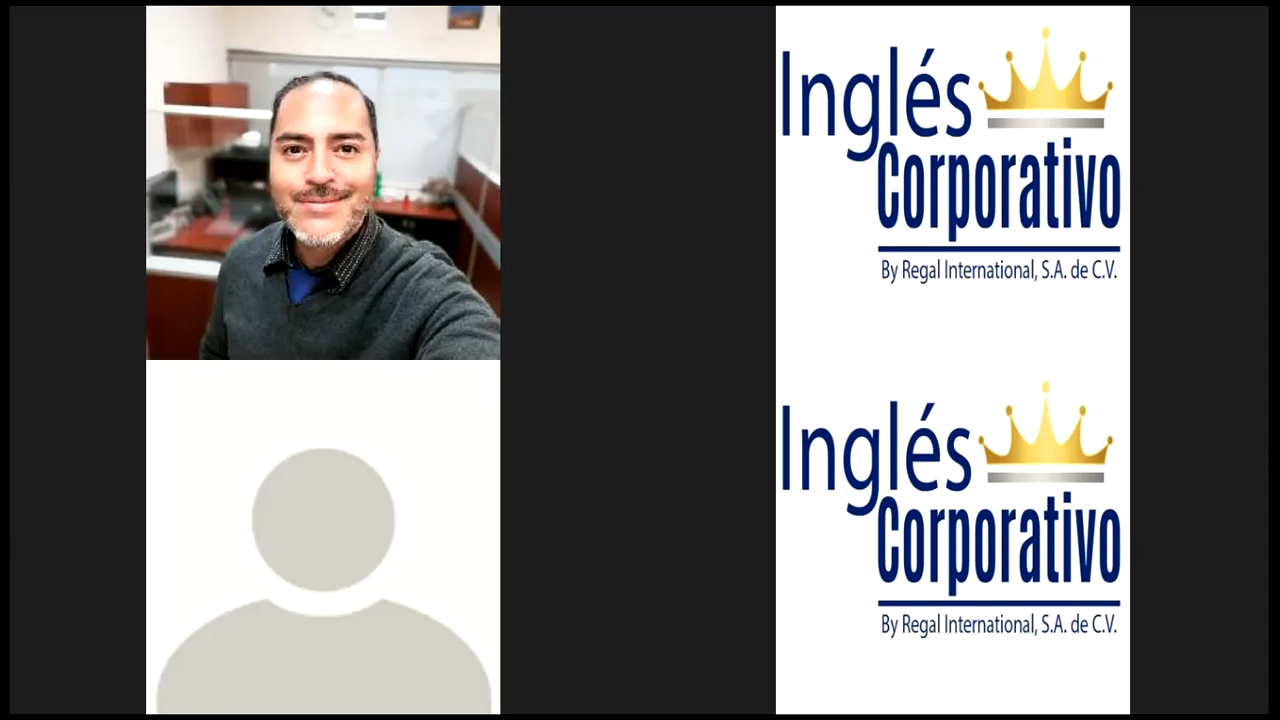 Inglés
Corporativo
By Regal International, S.A. de C.V.
Inglés
Corporativo
By Regal International, S.A. de C.V.